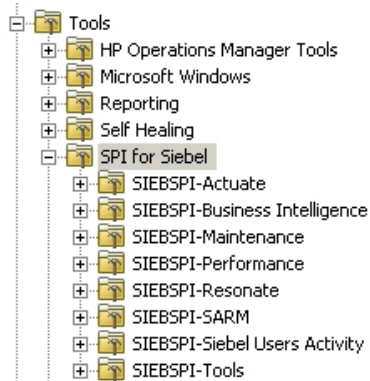 Tools
HP Operations Manager Tools
Microsoft Windows
Reporting
Self Healing
SPI for Siebel
SIEBSPI-Actuate
SIEBSPI-Business Intelligence
SIEBSPI-Maintenance
SIEBSPI-Performance
SIEBSPI-Resonate
SIEBSPI-SARM
SIEBSPI-Siebel Users Activity
SIEBSPI-Tools